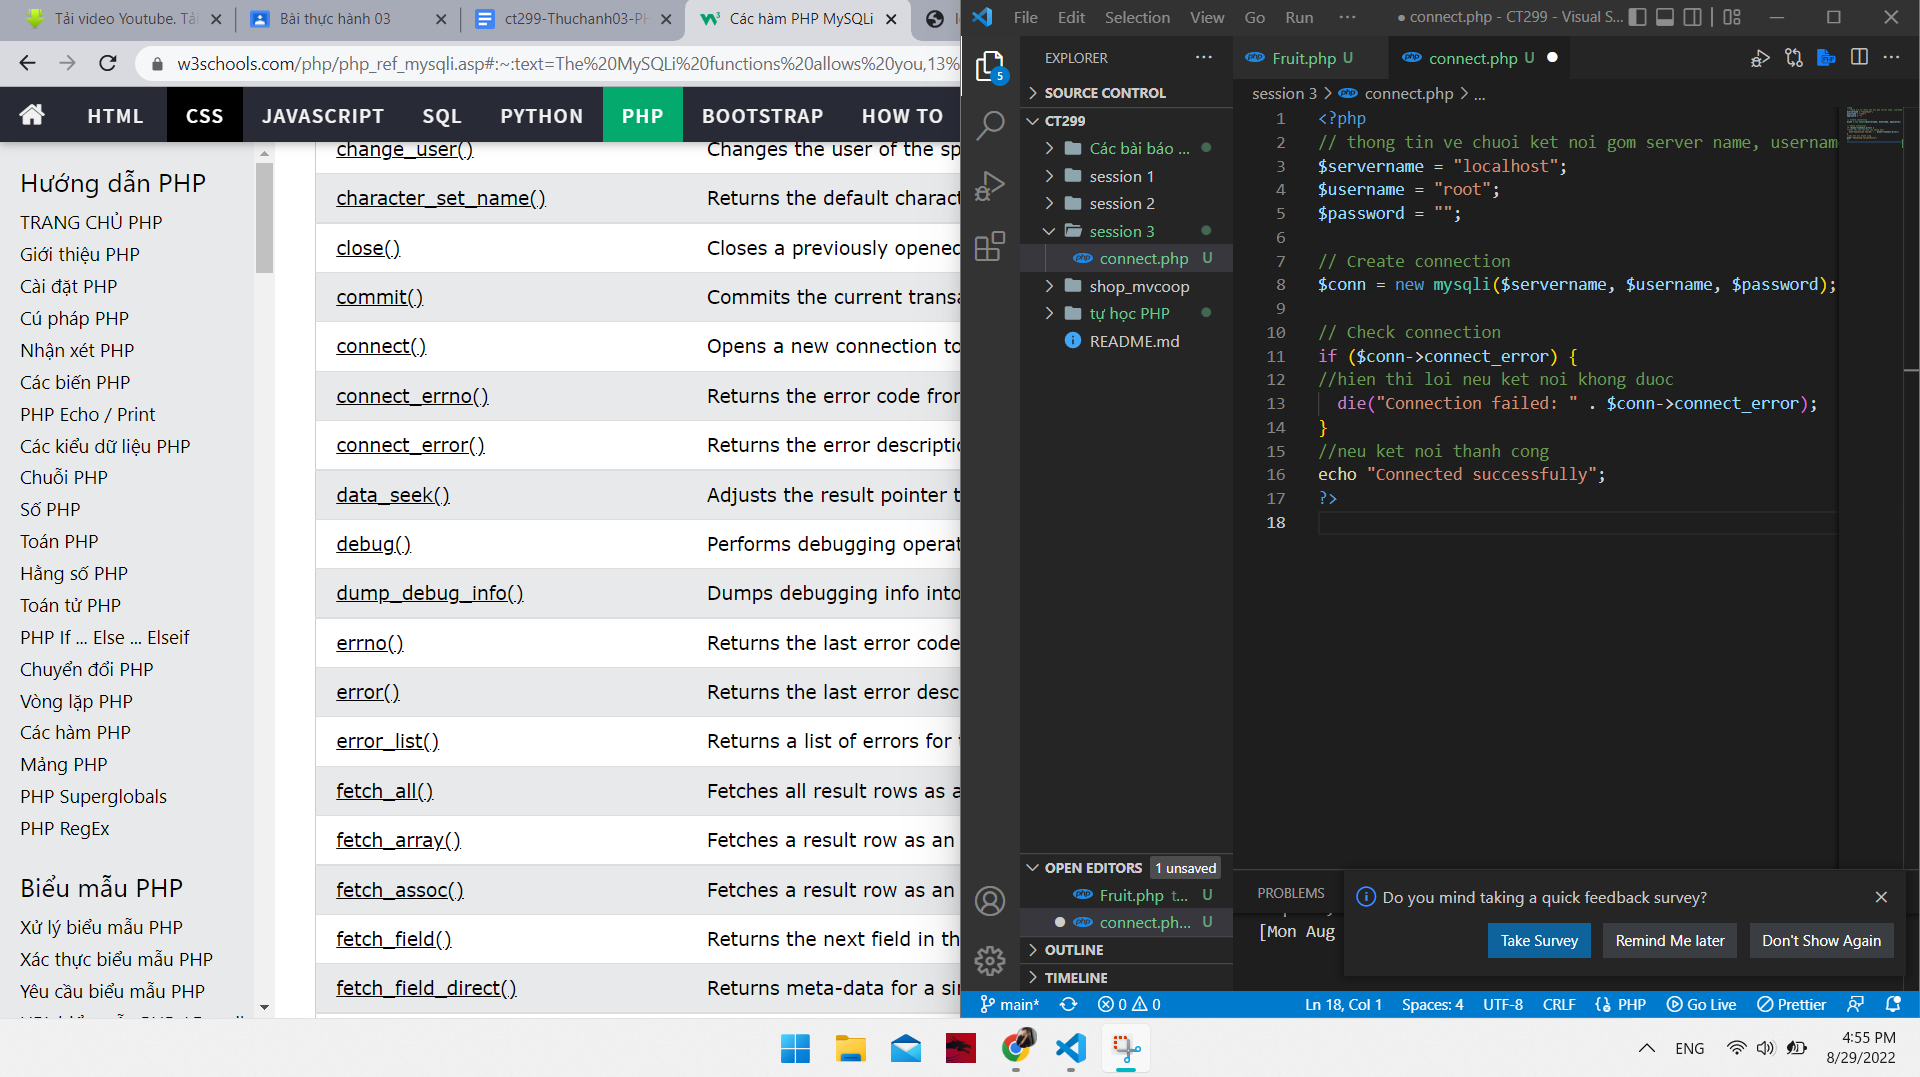 Tải video Youtube. Tải
Bài thực hành 03
ct299-Thuchanh03-PH
Các hàm PHP MySQLi
w3schools.com/php/php_ref_mysqli.asp#:~:text=The%20MySQLi%20functions%20allows%20you,13%
HTML
CSS
JAVASCRIPT
SQL
PYTHON
PHP
BOOTSTRAP
HOW TO
Hướng dẫn PHP
TRANG CHỦ PHP
Giới thiệu PHP
Cài đặt PHP
Cú pháp PHP
Nhận xét PHP
Các biến PHP
PHP Echo / Print
Các kiểu dữ liệu PHP
Chuỗi PHP
Số PHP
Toán PHP
Hằng số PHP
Toán tử PHP
PHP If ... Else ... Elseif
Chuyển đổi PHP
Vòng lặp PHP
Các hàm PHP
Mảng PHP
PHP Superglobals
PHP RegEx
Biểu mẫu PHP
Xử lý biểu mẫu PHP
Xác thực biểu mẫu PHP
Yêu cầu biểu mẫu PHP
change_user() Changes the user of the sp
character_set_name() Returns the default charact
close() Closes a previously opened
commit() Commits the current transa
connect() Opens a new connection to
connect_errno() Returns the error code from
connect_error() Returns the error descriptio
data_seek() Adjusts the result pointer t
debug() Performs debugging operat
dump_debug_info() Dumps debugging info into
errno() Returns the last error code
error() Returns the last error desc
error_list() Returns a list of errors for
fetch_all() Fetches all result rows as a
fetch_array() Fetches a result row as an
fetch_assoc() Fetches a result row as an
fetch_field() Returns the next field in th
fetch_field_direct() Returns meta-data for a si
File Edit Selection View Go Run ···
● connect.php - CT299 - Visual S...
EXPLORER ···
5
SOURCE CONTROL
CT299
Các bài báo ...
session 1
session 2
session 3
connect.php U
shop_mvcoop
tự học PHP
README.md
OPEN EDITORS 1 unsaved
Fruit.php t... U
connect.ph... U
OUTLINE
TIMELINE
Fruit.php U
connect.php U
session 3 > connect.php > ...
1 <?php
2 // thong tin ve chuoi ket noi gom server name, usernam
3 $servername = "localhost";
4 $username = "root";
5 $password = "";
6
7 // Create connection
8 $conn = new mysqli($servername, $username, $password);
9
10 // Check connection
11 if ($conn->connect_error) {
12 //hien thi loi neu ket noi khong duoc
13 die("Connection failed: " . $conn->connect_error);
14 }
15 //neu ket noi thanh cong
16 echo "Connected successfully";
17 ?>
18
PROBLEMS
[Mon Aug
Do you mind taking a quick feedback survey?
Take Survey
Remind Me later
Don't Show Again
main*
0
0
Ln 18, Col 1
Spaces: 4
UTF-8
CRLF
PHP
Go Live
Prettier
ENG
4:55 PM
8/29/2022